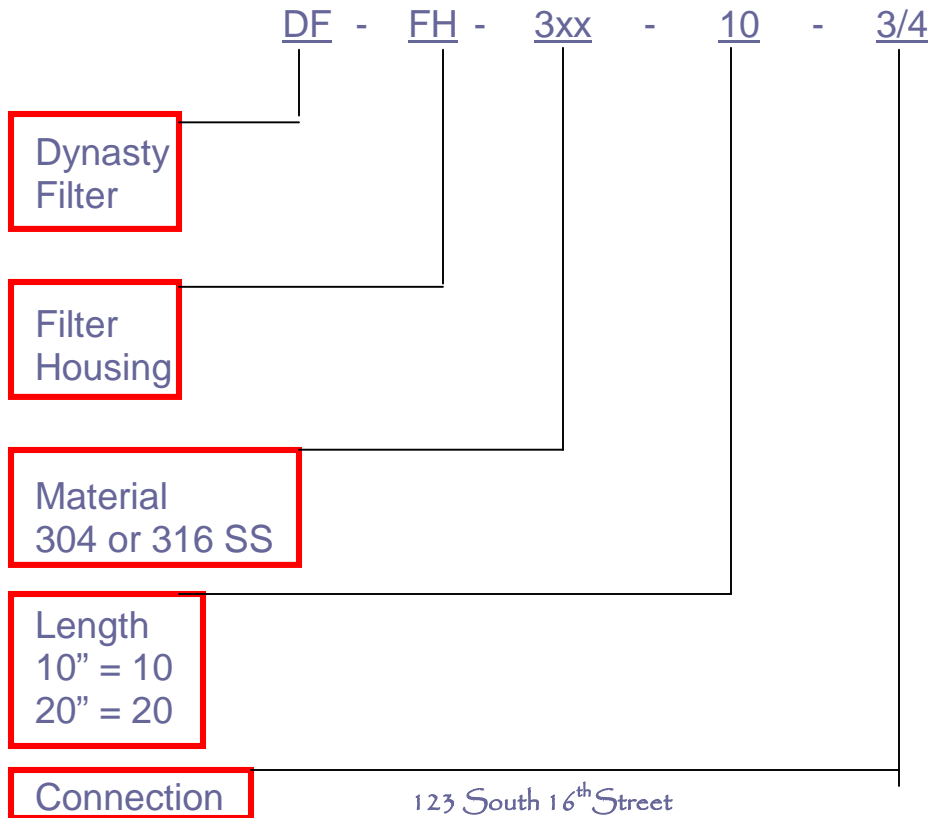 DF - FH - 3xx - 10 - 3/4
Dynasty
Filter
Filter
Housing
Material
304 or 316 SS
Length
10” = 10
20” = 20
Connection
123 South 16th Street